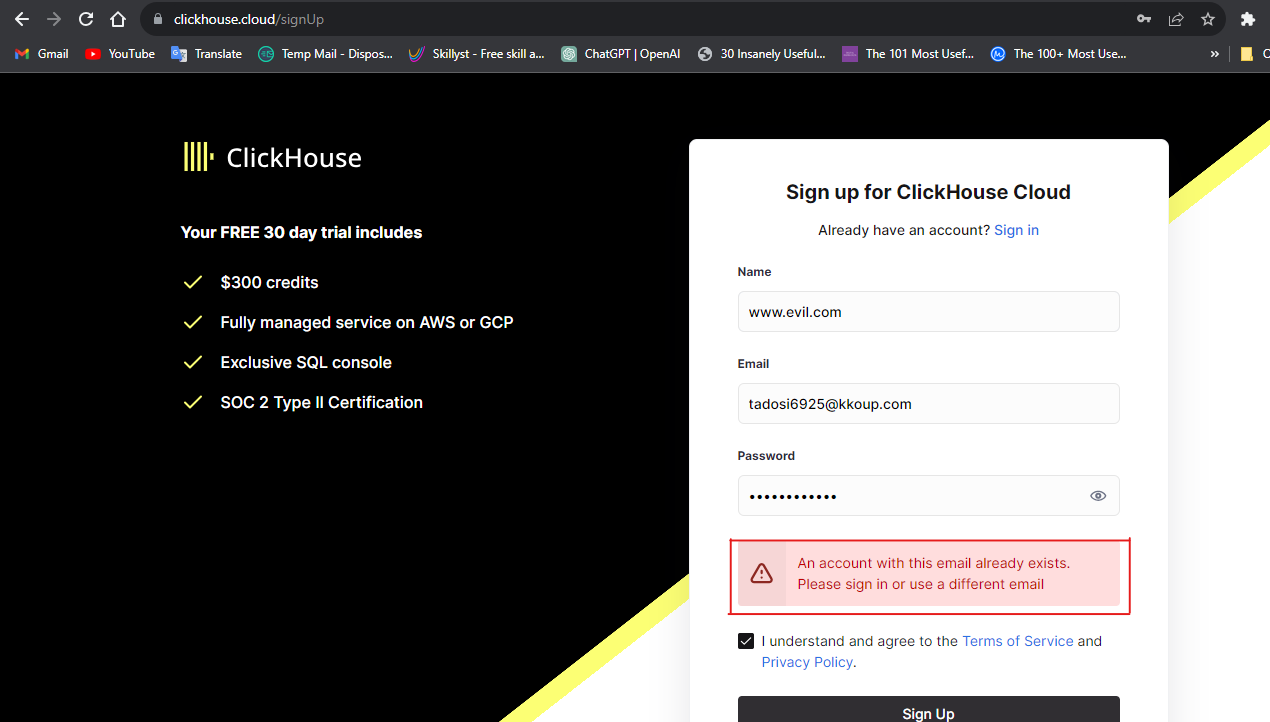 clickhouse.cloud/signUp
Gmail YouTube Translate Temp Mail - Dispos... Skillyst - Free skill a... ChatGPT | OpenAI 30 Insanely Useful... The 101 Most Usef... The 100+ Most Use... »
ClickHouse
Your FREE 30 day trial includes
$300 credits
Fully managed service on AWS or GCP
Exclusive SQL console
SOC 2 Type II Certification
Sign up for ClickHouse Cloud
Already have an account? Sign in
Name
www.evil.com
Email
tadosi6925@kkoup.com
Password
••••••••••••
An account with this email already exists.
Please sign in or use a different email
I understand and agree to the Terms of Service and
Privacy Policy.
Sign Up